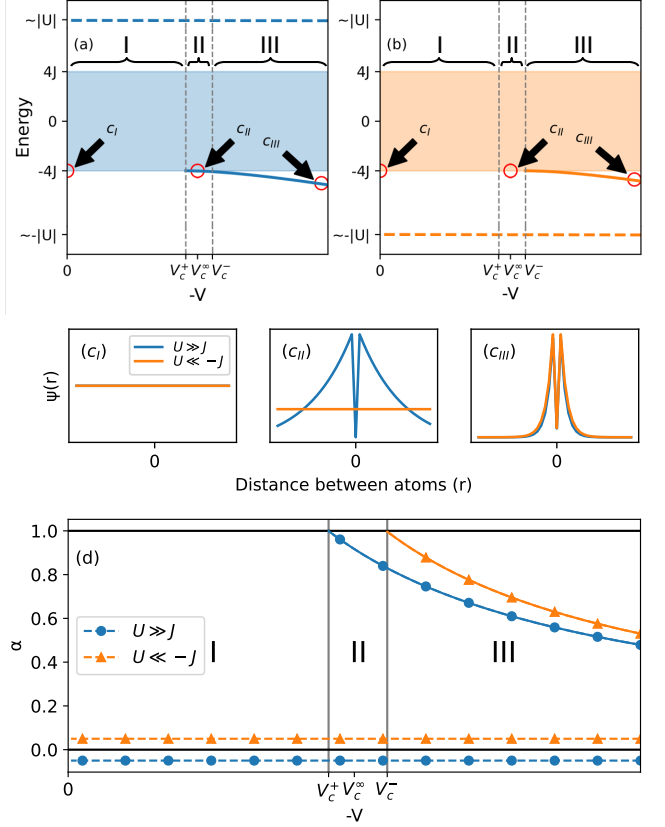 ~|U|
(a)
I
II
III
(b)
I
II
III
4J
4J
Energy
c_I
c_II
c_III
c_I
c_II
c_III
0
0
-4J
-4J
~-|U|
~-|U|
0
V_c^+
V_c^∞
V_c^-
0
V_c^+
V_c^∞
V_c^-
-V
-V
ψ(r)
(c_I)
U ≫ J
U ≪ −J
(c_II)
(c_III)
0
0
0
Distance between atoms (r)
α
1.0
(d)
0.8
0.6
U ≫ J
U ≪ −J
I
II
III
0.4
0.2
0.0
0
V_c^+
V_c^∞
V_c^-
-V
~|U|